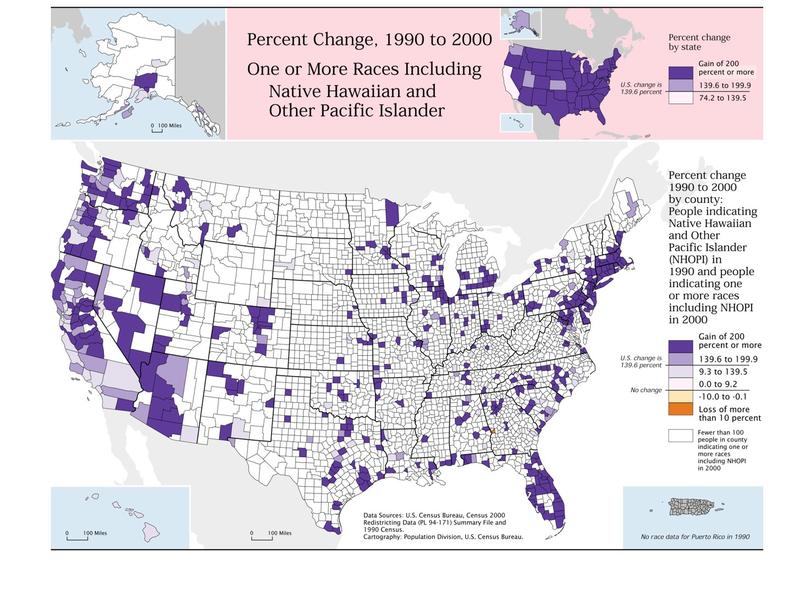 Percent Change, 1990 to 2000
One or More Races Including
Native Hawaiian and
Other Pacific Islander
0 100 Miles
Percent change
by state
U.S. change is
139.6 percent
Gain of 200
percent or more
139.6 to 199.9
74.2 to 139.5
Percent change
1990 to 2000
by county:
People indicating
Native Hawaiian
and Other
Pacific Islander
(NHOPI) in
1990 and people
indicating one
or more races
including NHOPI
in 2000
Gain of 200
percent or more
U.S. change is
139.6 percent
139.6 to 199.9
9.3 to 139.5
No change
0.0 to 9.2
-10.0 to -0.1
Loss of more
than 10 percent
Fewer than 100
people in county
indicating one or
more races
including NHOPI
in 2000
0 100 Miles
0 100 Miles
Data Sources: U.S. Census Bureau, Census 2000
Redistricting Data (PL 94-171) Summary File and
1990 Census.
Cartography: Population Division, U.S. Census Bureau.
No race data for Puerto Rico in 1990